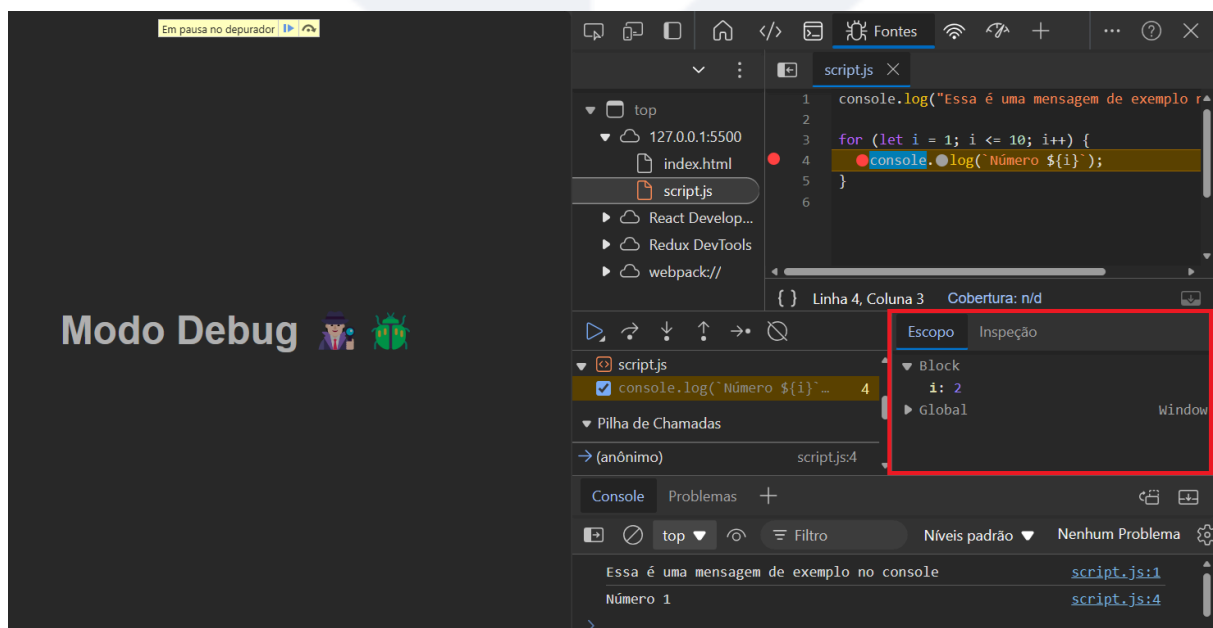 Em pausa no depurador
Modo Debug
Fontes
script.js
top
127.0.0.1:5500
index.html
script.js
React Develop...
Redux DevTools
webpack://
1 console.log("Essa é uma mensagem de exemplo
2
3 for (let i = 1; i <= 10; i++) {
4 console.log(`Número ${i}`);
5 }
6
{ } Linha 4, Coluna 3 Cobertura: n/d
script.js
console.log(`Número ${i}`… 4
Pilha de Chamadas
(anônimo) script.js:4
Escopo Inspeção
Block
i: 2
Global Window
Console Problemas
top Filtro Níveis padrão Nenhum Problema
Essa é uma mensagem de exemplo no console script.js:1
Número 1 script.js:4